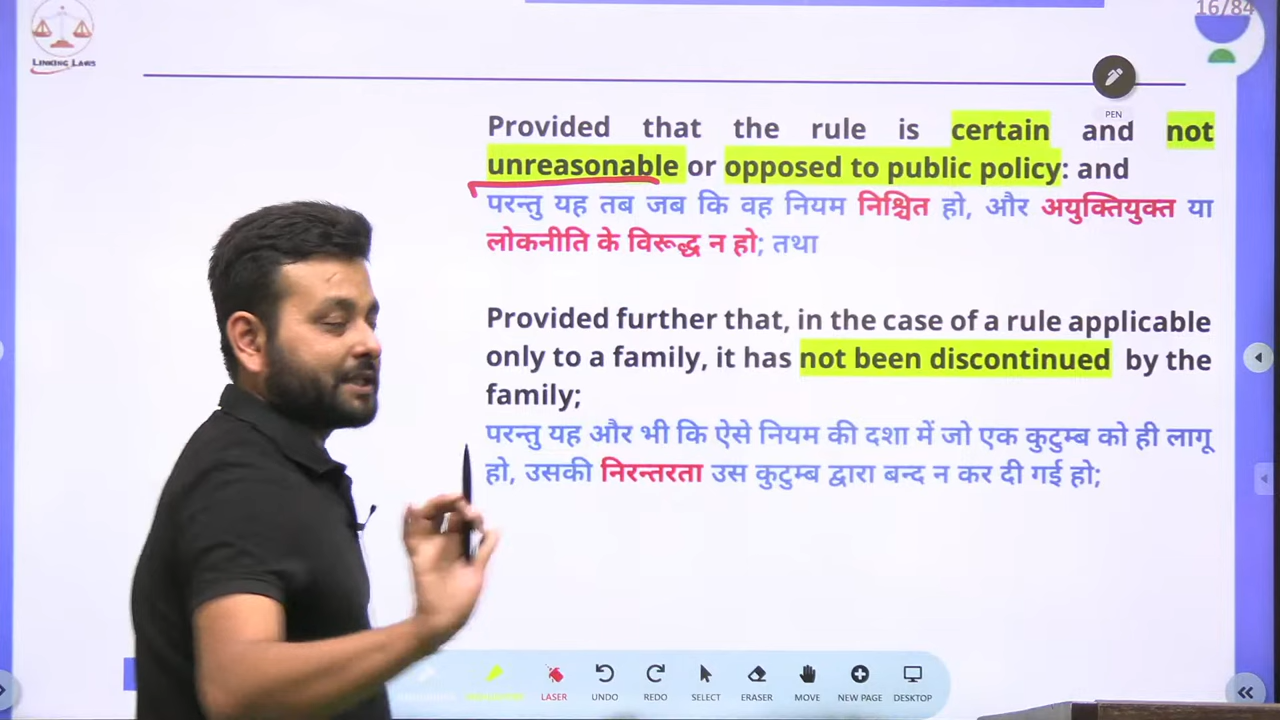 16/84
LINKING LAWS
PEN
Provided that the rule is certain and not
unreasonable or opposed to public policy: and
परन्तु यह तब जब कि वह नियम निश्चित हो, और अयुक्तियुक्त या
लोकनीति के विरूद्ध न हो; तथा
Provided further that, in the case of a rule applicable
only to a family, it has not been discontinued by the
family;
परन्तु यह और भी कि ऐसे नियम की दशा में जो एक कुटुम्ब को ही लागू
हो, उसकी निरन्तरता उस कुटुम्ब द्वारा बन्द न कर दी गई हो;
LASER UNDO REDO SELECT ERASER MOVE NEW PAGE DESKTOP